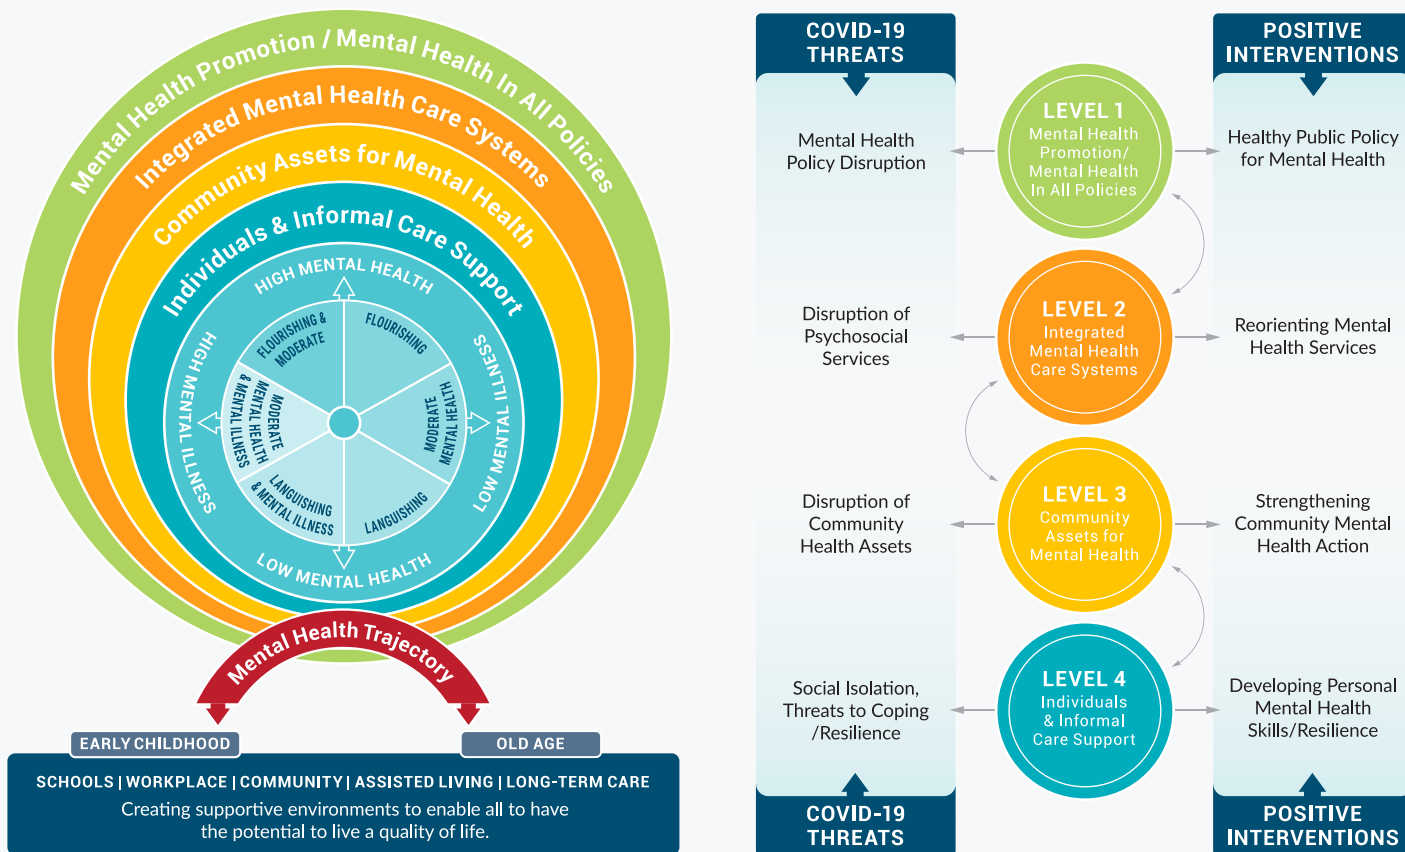 Mental Health Promotion / Mental Health In All Policies
Integrated Mental Health Care Systems
Community Assets for Mental Health
Individuals & Informal Care Support
HIGH MENTAL HEALTH
HIGH MENTAL ILLNESS
LOW MENTAL ILLNESS
LOW MENTAL HEALTH
FLOURISHING &
MODERATE
FLOURISHING
MODERATE
MENTAL HEALTH
& MENTAL ILLNESS
MODERATE
MENTAL HEALTH
LANGUISHING
& MENTAL ILLNESS
LANGUISHING
Mental Health Trajectory
EARLY CHILDHOOD
OLD AGE
SCHOOLS | WORKPLACE | COMMUNITY | ASSISTED LIVING | LONG-TERM CARE
Creating supportive environments to enable all to have
the potential to live a quality of life.
COVID-19
THREATS
Mental Health
Policy Disruption
Disruption of
Psychosocial
Services
Disruption of
Community
Health Assets
Social Isolation,
Threats to Coping
/Resilience
COVID-19
THREATS
LEVEL 1
Mental Health
Promotion/
Mental Health
In All Policies
LEVEL 2
Integrated
Mental Health
Care Systems
LEVEL 3
Community
Assets for
Mental Health
LEVEL 4
Individuals
& Informal
Care Support
POSITIVE
INTERVENTIONS
Healthy Public Policy
for Mental Health
Reorienting Mental
Health Services
Strengthening
Community Mental
Health Action
Developing Personal
Mental Health
Skills/Resilience
POSITIVE
INTERVENTIONS